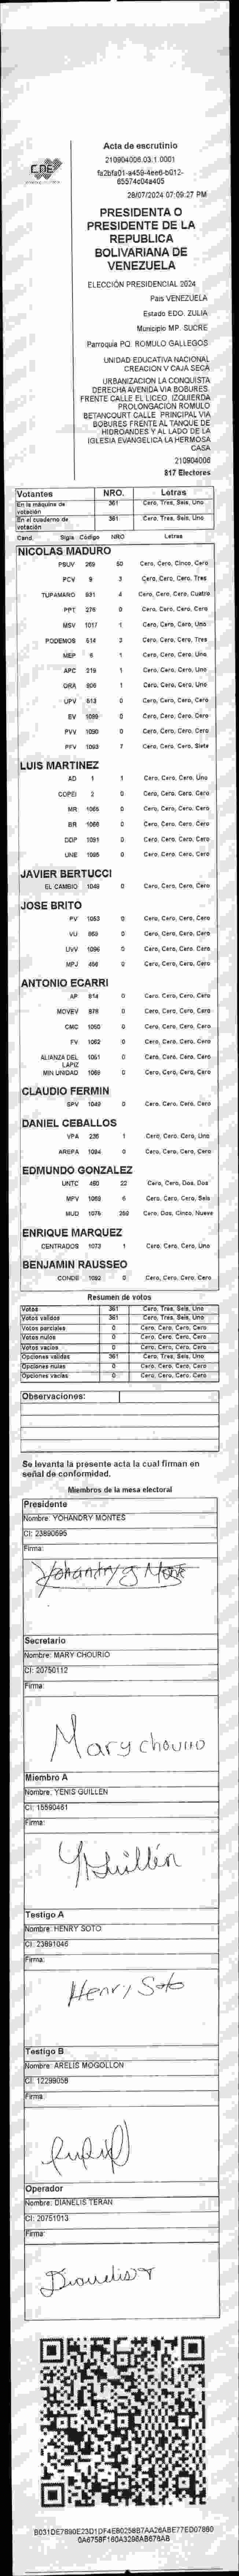 Acta de escrutinio
210904006.03.1.0001
CNE
fa2bfa01-a459-4ee6-b012-
65574c04a405
28/07/2024 07:09:27 PM
PRESIDENTA O
PRESIDENTE DE LA
REPUBLICA
BOLIVARIANA DE
VENEZUELA
ELECCIÓN PRESIDENCIAL 2024
País VENEZUELA
Estado EDO. ZULIA
Municipio MP. SUCRE
Parroquia PQ. ROMULO GALLEGOS
UNIDAD EDUCATIVA NACIONAL
CREACION V CAJA SECA
URBANIZACION LA CONQUISTA
DERECHA AVENIDA VIA BOBURES.
FRENTE CALLE EL LICEO. IZQUIERDA
PROLONGACIÓN ROMULO
BETANCOURT CALLE PRINCIPAL VIA
BOBURES FRENTE AL TANQUE DE
HIDROANDES Y AL LADO DE LA
IGLESIA EVANGELICA LA HERMOSA
CASA
210904006
817 Electores
Votantes NRO. Letras
En la máquina de votación 361 Cero, Tres, Seis, Uno
En el cuaderno de votación 361 Cero, Tres, Seis, Uno
Cand. Sigla Código NRO Letras
NICOLAS MADURO
PSUV 269 50 Cero, Cero, Cinco, Cero
PCV 9 3 Cero, Cero, Cero, Tres
TUPAMARO 931 4 Cero, Cero, Cero, Cuatro
PPT 276 0 Cero, Cero, Cero, Cero
MSV 1017 1 Cero, Cero, Cero, Uno
PODEMOS 514 3 Cero, Cero, Cero, Tres
MEP 6 1 Cero, Cero, Cero, Uno
APC 219 1 Cero, Cero, Cero, Uno
ORA 806 1 Cero, Cero, Cero, Uno
UPV 613 0 Cero, Cero, Cero, Cero
EV 1099 0 Cero, Cero, Cero, Cero
PVV 1090 0 Cero, Cero, Cero, Cero
PFV 1093 7 Cero, Cero, Cero, Siete
LUIS MARTINEZ
AD 1 1 Cero, Cero, Cero, Uno
COPEI 2 0 Cero, Cero, Cero, Cero
MR 1065 0 Cero, Cero, Cero, Cero
BR 1066 0 Cero, Cero, Cero, Cero
DDP 1091 0 Cero, Cero, Cero, Cero
UNE 1095 0 Cero, Cero, Cero, Cero
JAVIER BERTUCCI
EL CAMBIO 1049 0 Cero, Cero, Cero, Cero
JOSE BRITO
PV 1053 0 Cero, Cero, Cero, Cero
VU 868 0 Cero, Cero, Cero, Cero
UVV 1096 0 Cero, Cero, Cero, Cero
MPJ 456 0 Cero, Cero, Cero, Cero
ANTONIO ECARRI
AP 814 0 Cero, Cero, Cero, Cero
MOVEV 978 0 Cero, Cero, Cero, Cero
CMC 1050 0 Cero, Cero, Cero, Cero
FV 1062 0 Cero, Cero, Cero, Cero
ALIANZA DEL LAPIZ 1061 0 Cero, Cero, Cero, Cero
MIN UNIDAD 1068 0 Cero, Cero, Cero, Cero
CLAUDIO FERMIN
SPV 1042 0 Cero, Cero, Cero, Cero
DANIEL CEBALLOS
VPA 236 1 Cero, Cero, Cero, Uno
AREPA 1094 0 Cero, Cero, Cero, Cero
EDMUNDO GONZALEZ
UNTC 480 22 Cero, Cero, Dos, Dos
MPV 1069 6 Cero, Cero, Cero, Seis
MUD 1076 259 Cero, Dos, Cinco, Nueve
ENRIQUE MARQUEZ
CENTRADOS 1073 1 Cero, Cero, Cero, Uno
BENJAMIN RAUSSEO
CONDE 1092 0 Cero, Cero, Cero, Cero
Resumen de votos
Votos 361 Cero, Tres, Seis, Uno
Votos validos 361 Cero, Tres, Seis, Uno
Votos parciales 0 Cero, Cero, Cero, Cero
Votos nulos 0 Cero, Cero, Cero, Cero
Votos vacios 0 Cero, Cero, Cero, Cero
Opciones validas 361 Cero, Tres, Seis, Uno
Opciones nulas 0 Cero, Cero, Cero, Cero
Opciones vacias 0 Cero, Cero, Cero, Cero
Observaciones:
Se levanta la presente acta la cual firman en
señal de conformidad.
Miembros de la mesa electoral
Presidente
Nombre: YOHANDRY MONTES
CI: 23890695
Firma:
Yohandry Montes
Secretario
Nombre: MARY CHOURIO
CI: 20750112
Firma:
Mary chourio
Miembro A
Nombre: YENIS GUILLEN
CI: 15590461
Firma:
YGuillén
Testigo A
Nombre: HENRY SOTO
CI: 23891046
Firma:
Henry Soto
Testigo B
Nombre: ARELIS MOGOLLON
CI: 12299058
Firma:
Operador
Nombre: DIANELIS TERAN
CI: 20751013
Firma:
Dianelis T
B031DE7890E23D1DF4EB0258B7AA26ABE77ED07860
0A6758F160A3298AB678AB